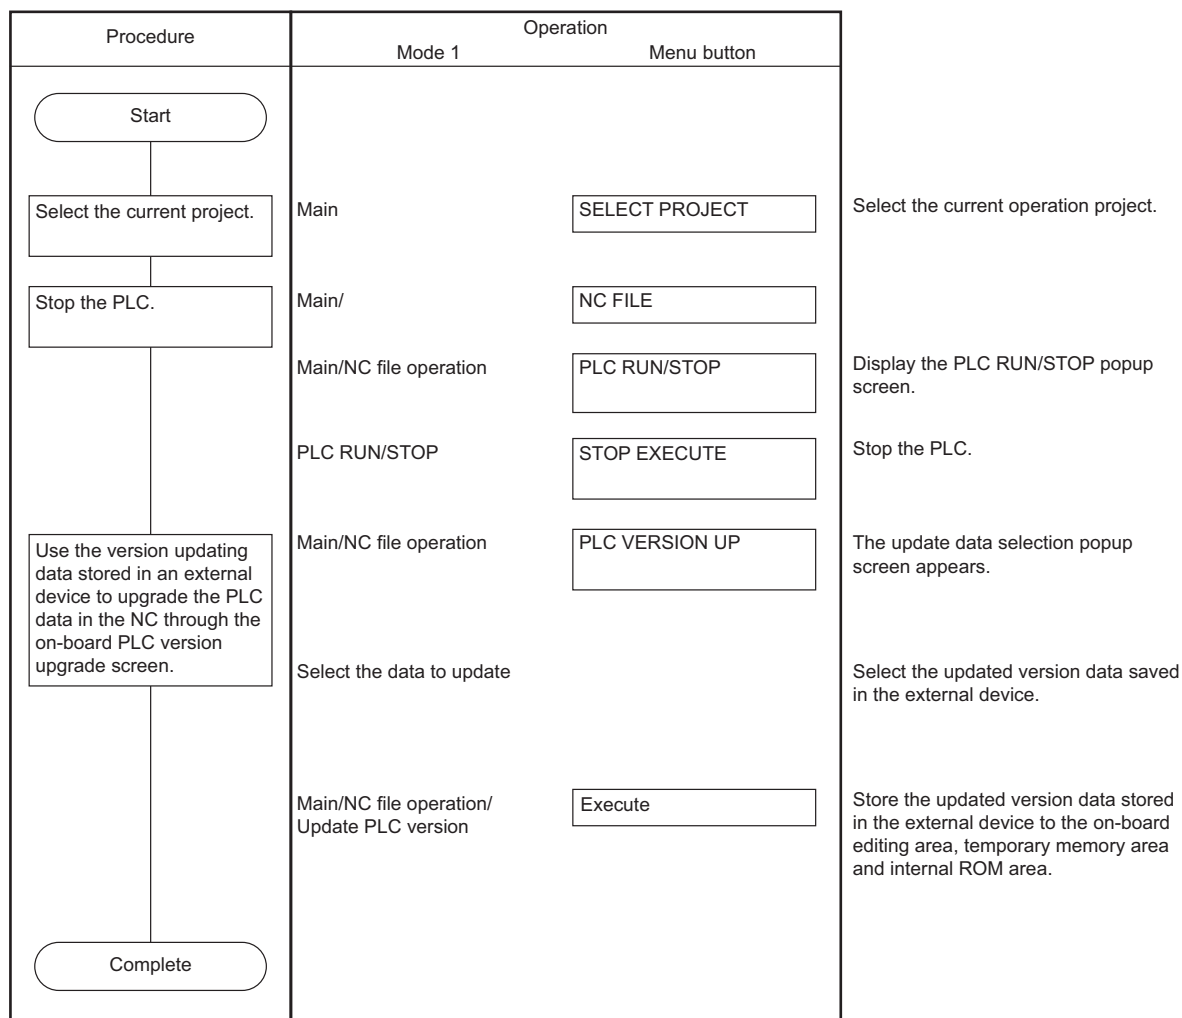 Procedure
Operation
Mode 1
Menu button
Start
Select the current project.
Main
SELECT PROJECT
Select the current operation project.
Stop the PLC.
Main/
NC FILE
Main/NC file operation
PLC RUN/STOP
Display the PLC RUN/STOP popup
screen.
PLC RUN/STOP
STOP EXECUTE
Stop the PLC.
Use the version updating
data stored in an external
device to upgrade the PLC
data in the NC through the
on-board PLC version
upgrade screen.
Main/NC file operation
PLC VERSION UP
The update data selection popup
screen appears.
Select the data to update
Select the updated version data saved
in the external device.
Main/NC file operation/
Update PLC version
Execute
Store the updated version data stored
in the external device to the on-board
editing area, temporary memory area
and internal ROM area.
Complete